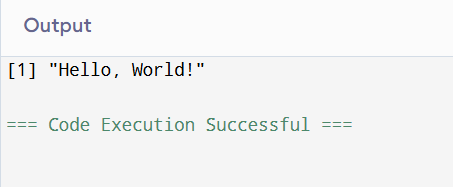 Output
[1] "Hello, World!"
=== Code Execution Successful ===